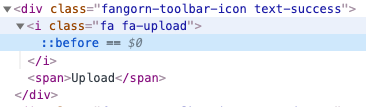 ▼<div class="fangorn-toolbar-icon text-success">
▼<i class="fa fa-upload">
::before == $0
</i>
<span>Upload</span>
</div>